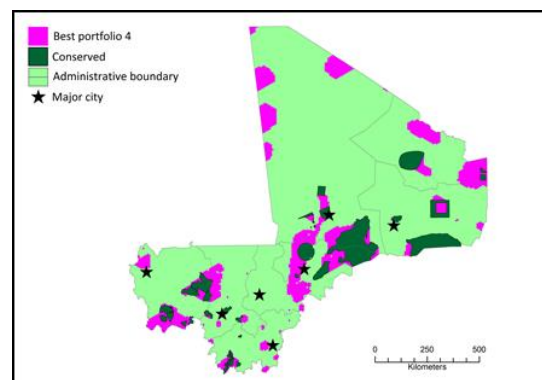 Best portfolio 4
Conserved
Administrative boundary
Major city
0 250 500
Kilometers